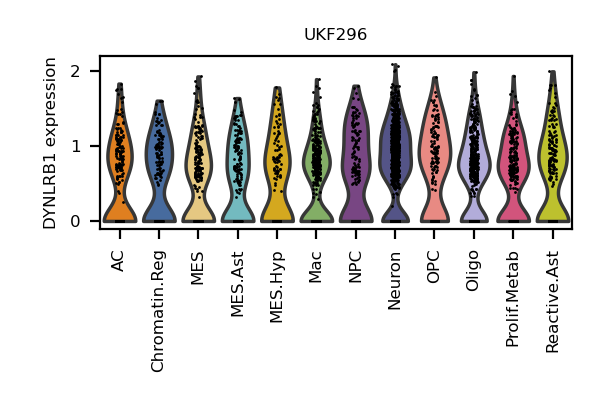 UKF296
DYNLRB1 expression
2
1
0
AC
Chromatin.Reg
MES
MES.Ast
MES.Hyp
Mac
NPC
Neuron
OPC
Oligo
Prolif.Metab
Reactive.Ast